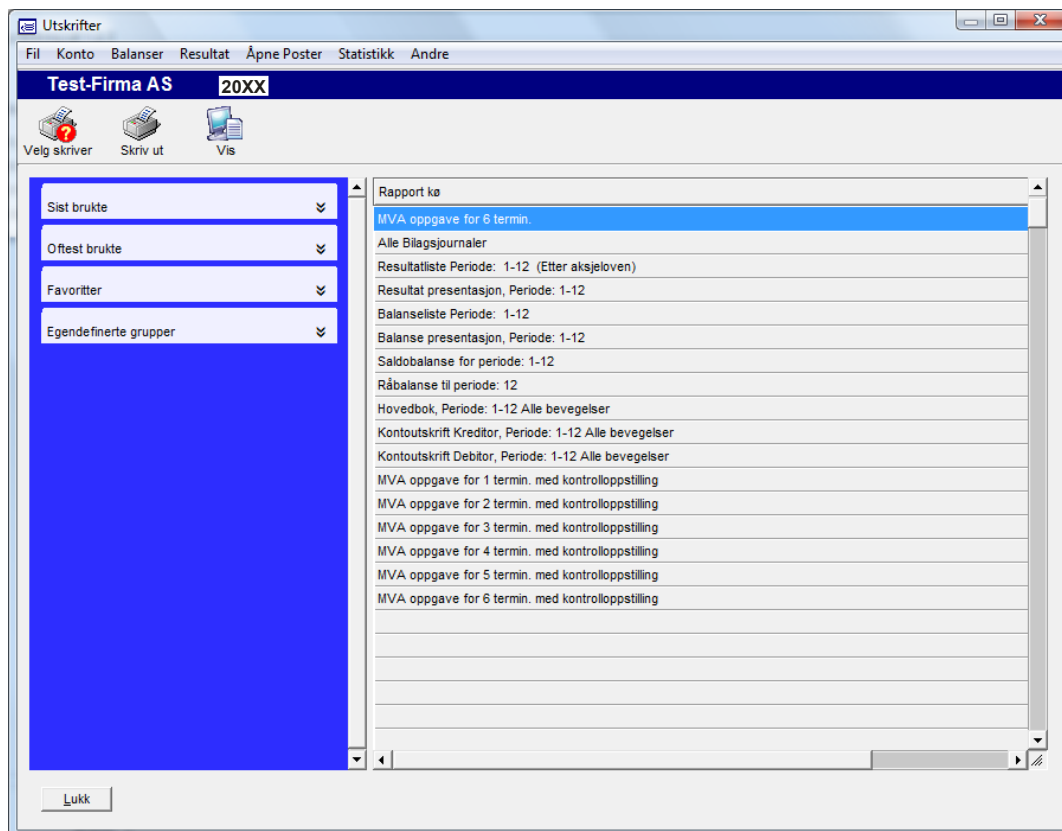 Utskrifter
Fil Konto Balanser Resultat Åpne Poster Statistikk Andre
Test-Firma AS 20XX
Velg skriver Skriv ut Vis
Sist brukte
Oftest brukte
Favoritter
Egendefinerte grupper
Rapport kø
MVA oppgave for 6 termin.
Alle Bilagsjournaler
Resultatliste Periode: 1-12 (Etter aksjeloven)
Resultat presentasjon, Periode: 1-12
Balanseliste Periode: 1-12
Balanse presentasjon, Periode: 1-12
Saldobalanse for periode: 1-12
Råbalanse til periode: 12
Hovedbok, Periode: 1-12 Alle bevegelser
Kontoutskrift Kreditor, Periode: 1-12 Alle bevegelser
Kontoutskrift Debitor, Periode: 1-12 Alle bevegelser
MVA oppgave for 1 termin. med kontrolloppstilling
MVA oppgave for 2 termin. med kontrolloppstilling
MVA oppgave for 3 termin. med kontrolloppstilling
MVA oppgave for 4 termin. med kontrolloppstilling
MVA oppgave for 5 termin. med kontrolloppstilling
MVA oppgave for 6 termin. med kontrolloppstilling
Lukk